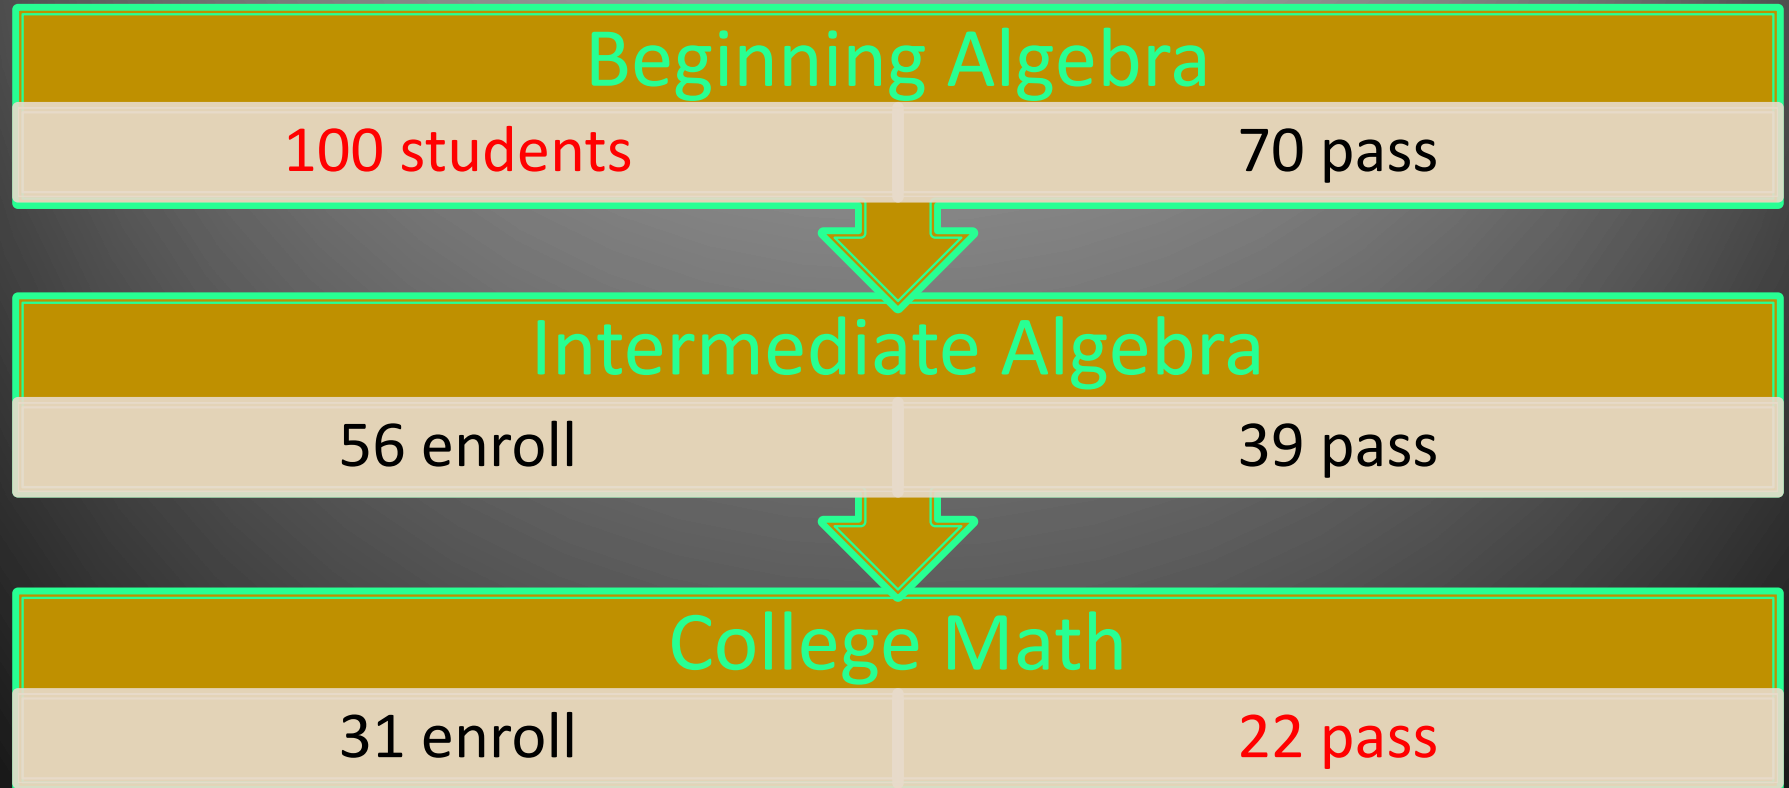 Beginning Algebra
100 students 70 pass
Intermediate Algebra
56 enroll 39 pass
College Math
31 enroll 22 pass